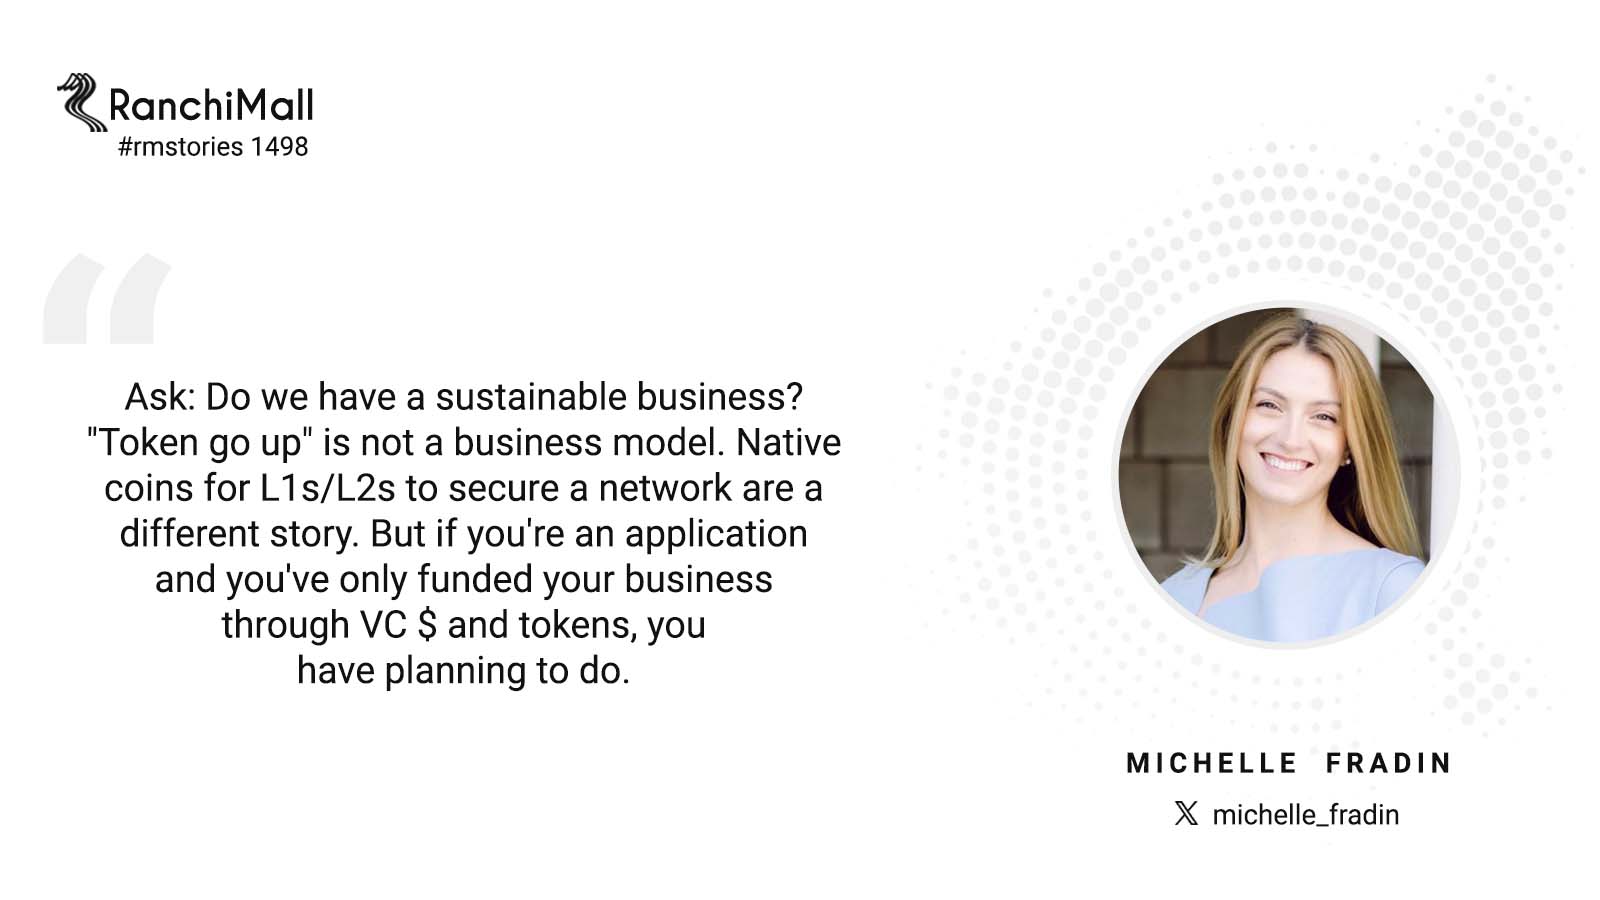 RanchiMall
#rmstories 1498
“
Ask: Do we have a sustainable business?
"Token go up" is not a business model. Native
coins for L1s/L2s to secure a network are a
different story. But if you're an application
and you've only funded your business
through VC $ and tokens, you
have planning to do.
MICHELLE FRADIN
𝕏 michelle_fradin